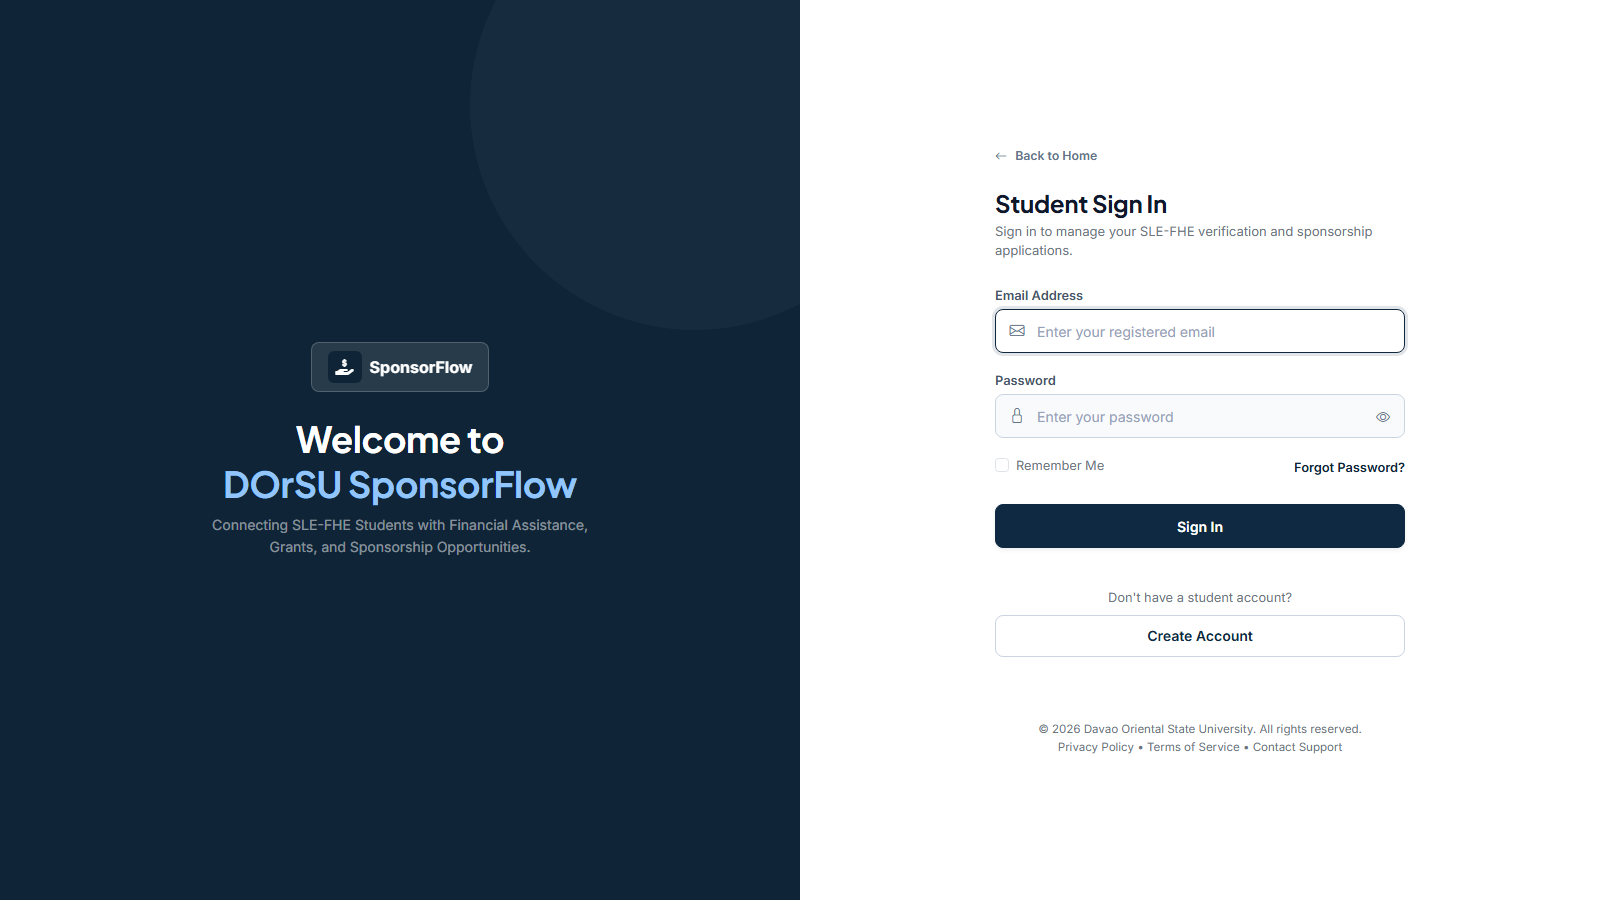 SponsorFlow
Welcome to
DOrSU SponsorFlow
Connecting SLE-FHE Students with Financial Assistance,
Grants, and Sponsorship Opportunities.
Back to Home
Student Sign In
Sign in to manage your SLE-FHE verification and sponsorship
applications.
Email Address
Enter your registered email
Password
Enter your password
Remember Me
Forgot Password?
Sign In
Don't have a student account?
Create Account
© 2026 Davao Oriental State University. All rights reserved.
Privacy Policy • Terms of Service • Contact Support